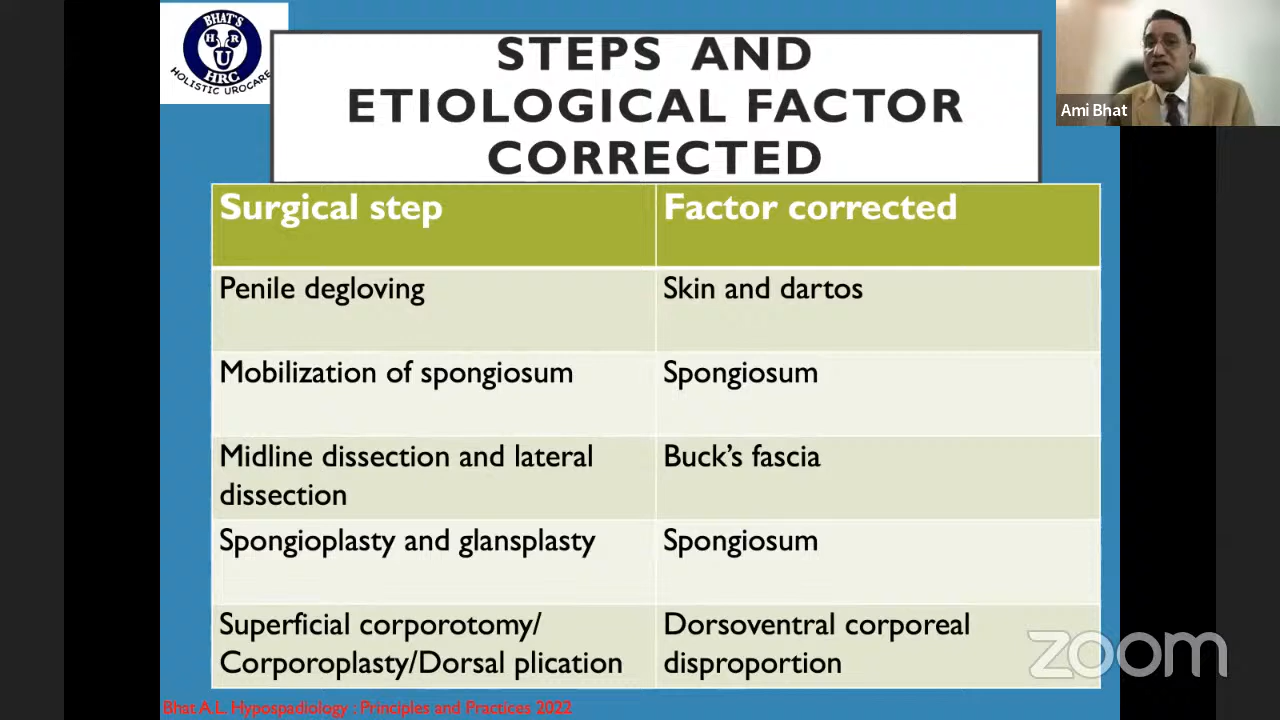 BHAT'S
H R
U
HRC
HOLISTIC UROCARE
STEPS AND
ETIOLOGICAL FACTOR
CORRECTED
Ami Bhat
Surgical step Factor corrected
Penile degloving Skin and dartos
Mobilization of spongiosum Spongiosum
Midline dissection and lateral Buck's fascia
dissection
Spongioplasty and glansplasty Spongiosum
Superficial corporotomy/ Dorsoventral corporeal
Corporoplasty/Dorsal plication disproportion
zoom
Bhat A.L. Hypospadiology : Principles and Practices 2022